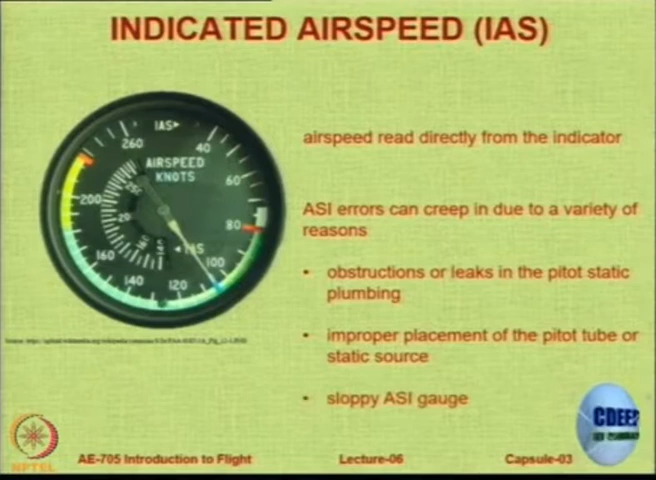 INDICATED AIRSPEED (IAS)
IAS
260
40
AIRSPEED
KNOTS
60
200
80
IAS
160
100
140
120
airspeed read directly from the indicator
ASI errors can creep in due to a variety of
reasons
• obstructions or leaks in the pitot static
plumbing
• improper placement of the pitot tube or
static source
• sloppy ASI gauge
CDEEP
NPTEL
AE-705 Introduction to Flight
Lecture-06
Capsule-03